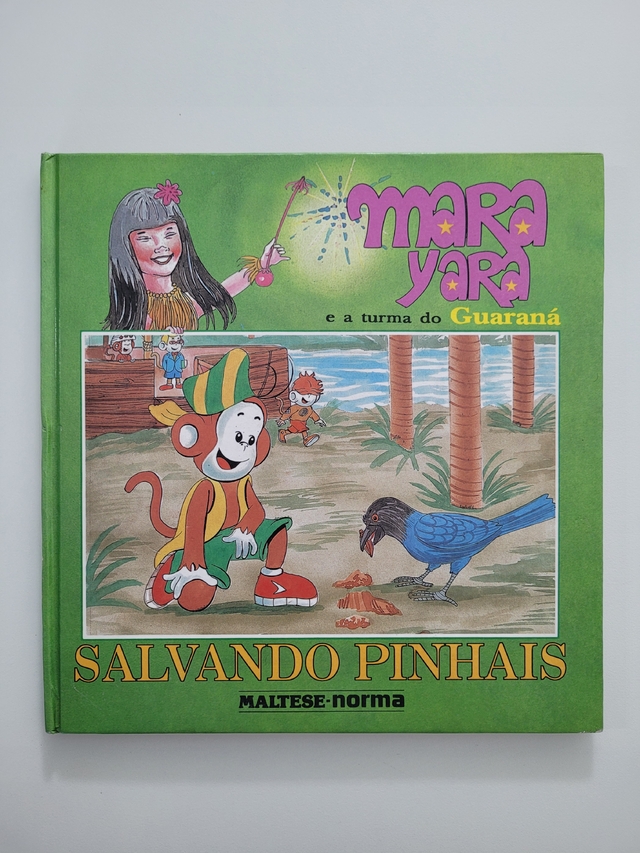 mara
yara
e a turma do Guaraná
SALVANDO PINHAIS
MALTESE-norma